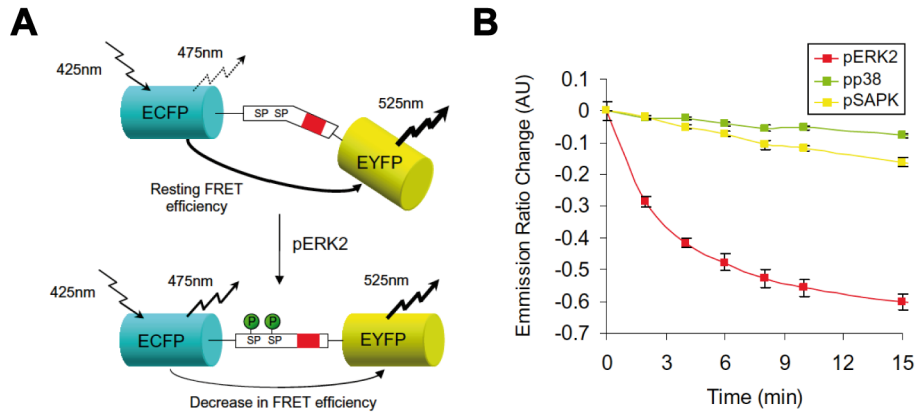 A
425nm
475nm
ECFP
SP SP
525nm
EYFP
Resting FRET
efficiency
pERK2
425nm
475nm
525nm
P P
ECFP
SP SP
EYFP
Decrease in FRET efficiency
B
pERK2
pp38
pSAPK
Emmission Ratio Change (AU)
0.1
0
-0.1
-0.2
-0.3
-0.4
-0.5
-0.6
-0.7
0 3 6 9 12 15
Time (min)